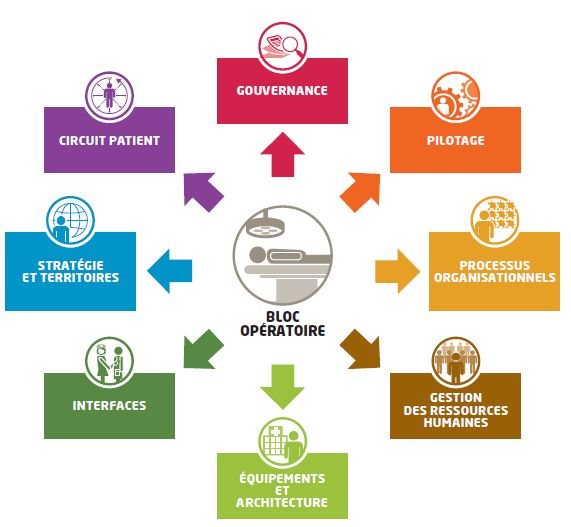 GOUVERNANCE
CIRCUIT PATIENT
PILOTAGE
STRATÉGIE
ET TERRITOIRES
PROCESSUS
ORGANISATIONNELS
BLOC
OPÉRATOIRE
INTERFACES
GESTION
DES RESSOURCES
HUMAINES
ÉQUIPEMENTS
ET
ARCHITECTURE